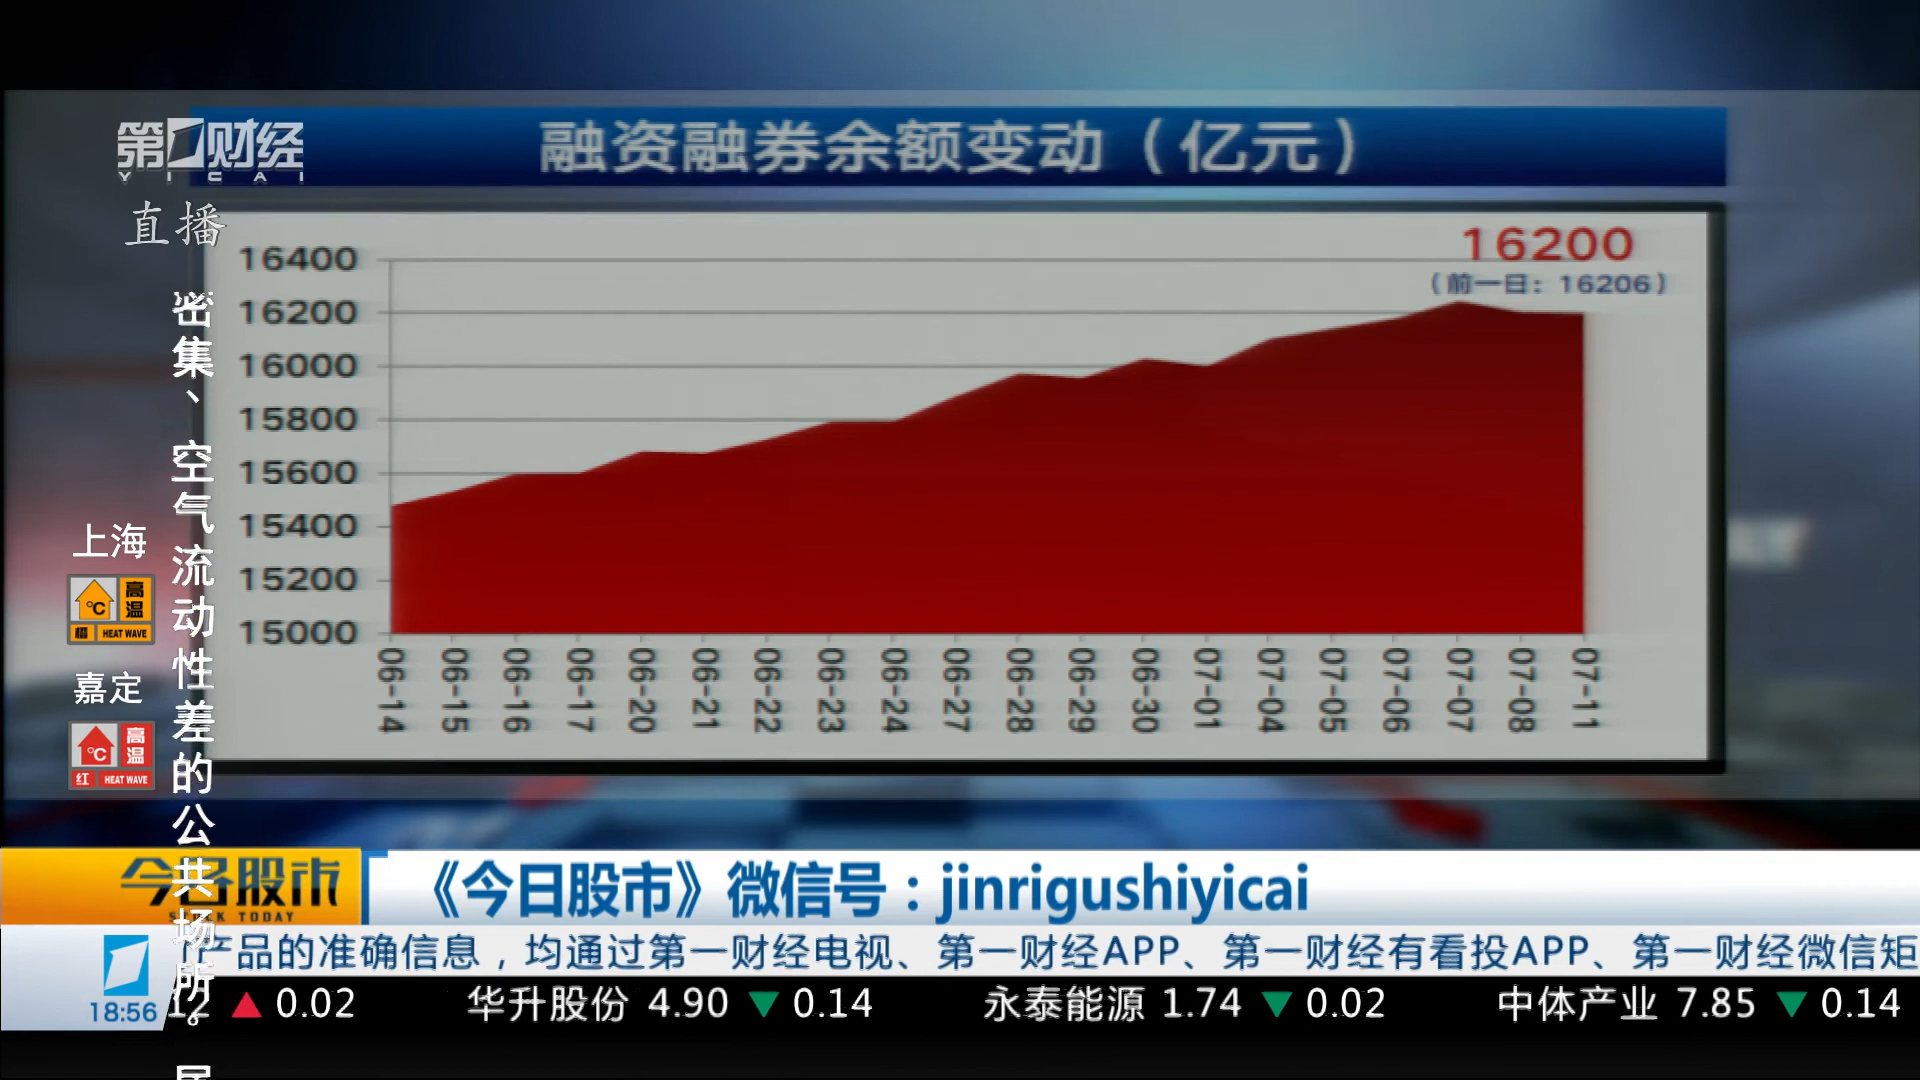 第1财经
YICAI
直播
融资融券余额变动（亿元）
16200
（前一日：16206）
16400
16200
16000
15800
15600
15400
15200
15000
06-14
06-15
06-16
06-17
06-20
06-21
06-22
06-23
06-24
06-27
06-28
06-29
06-30
07-01
07-04
07-05
07-06
07-07
07-08
07-11
密集、空气流动性差的公共场所。
上海
℃ 高温
橙 HEAT WAVE
嘉定
℃ 高温
红 HEAT WAVE
今日股市
STOCK TODAY
《今日股市》微信号：jinrigushiyicai
产品的准确信息，均通过第一财经电视、第一财经APP、第一财经有看投APP、第一财经微信矩
18:56
12 ▲ 0.02 华升股份 4.90 ▼ 0.14 永泰能源 1.74 ▼ 0.02 中体产业 7.85 ▼ 0.14